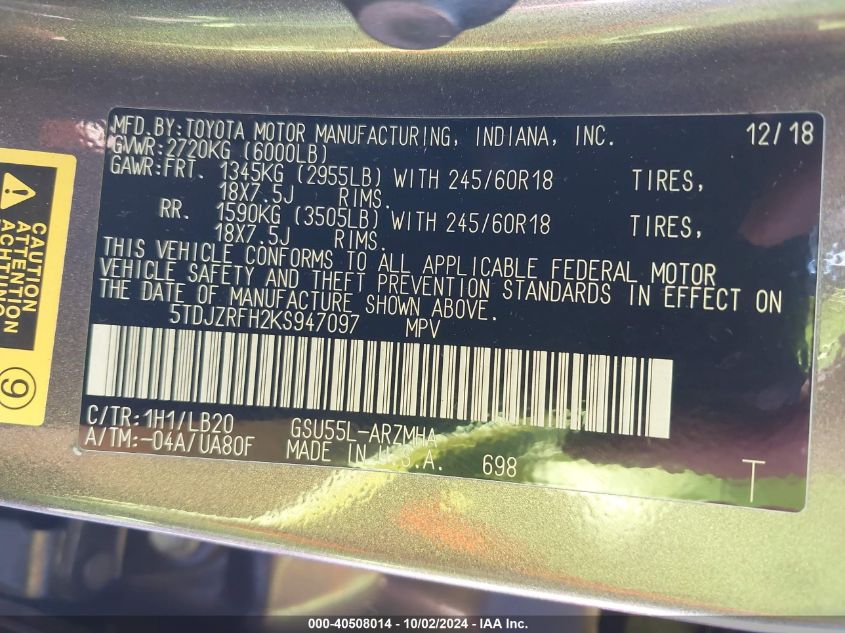 MFD.BY:TOYOTA MOTOR MANUFACTURING, INDIANA, INC. 12/18
GVWR:2720KG (6000LB)
GAWR:FRT. 1345KG (2955LB) WITH 245/60R18 TIRES,
18X7.5J RIMS.
RR. 1590KG (3505LB) WITH 245/60R18 TIRES,
18X7.5J RIMS.
THIS VEHICLE CONFORMS TO ALL APPLICABLE FEDERAL MOTOR
VEHICLE SAFETY AND THEFT PREVENTION STANDARDS IN EFFECT ON
THE DATE OF MANUFACTURE SHOWN ABOVE.
5TDJZRFH2KS947097 MPV
C/TR:1H1/LB20 GSU55L-ARZMHA
A/TM:-04A/UA80F MADE IN U.S.A. 698
T
CAUTION
ATTENTION
ACHTUNG
9
000-40508014 - 10/02/2024 - IAA Inc.